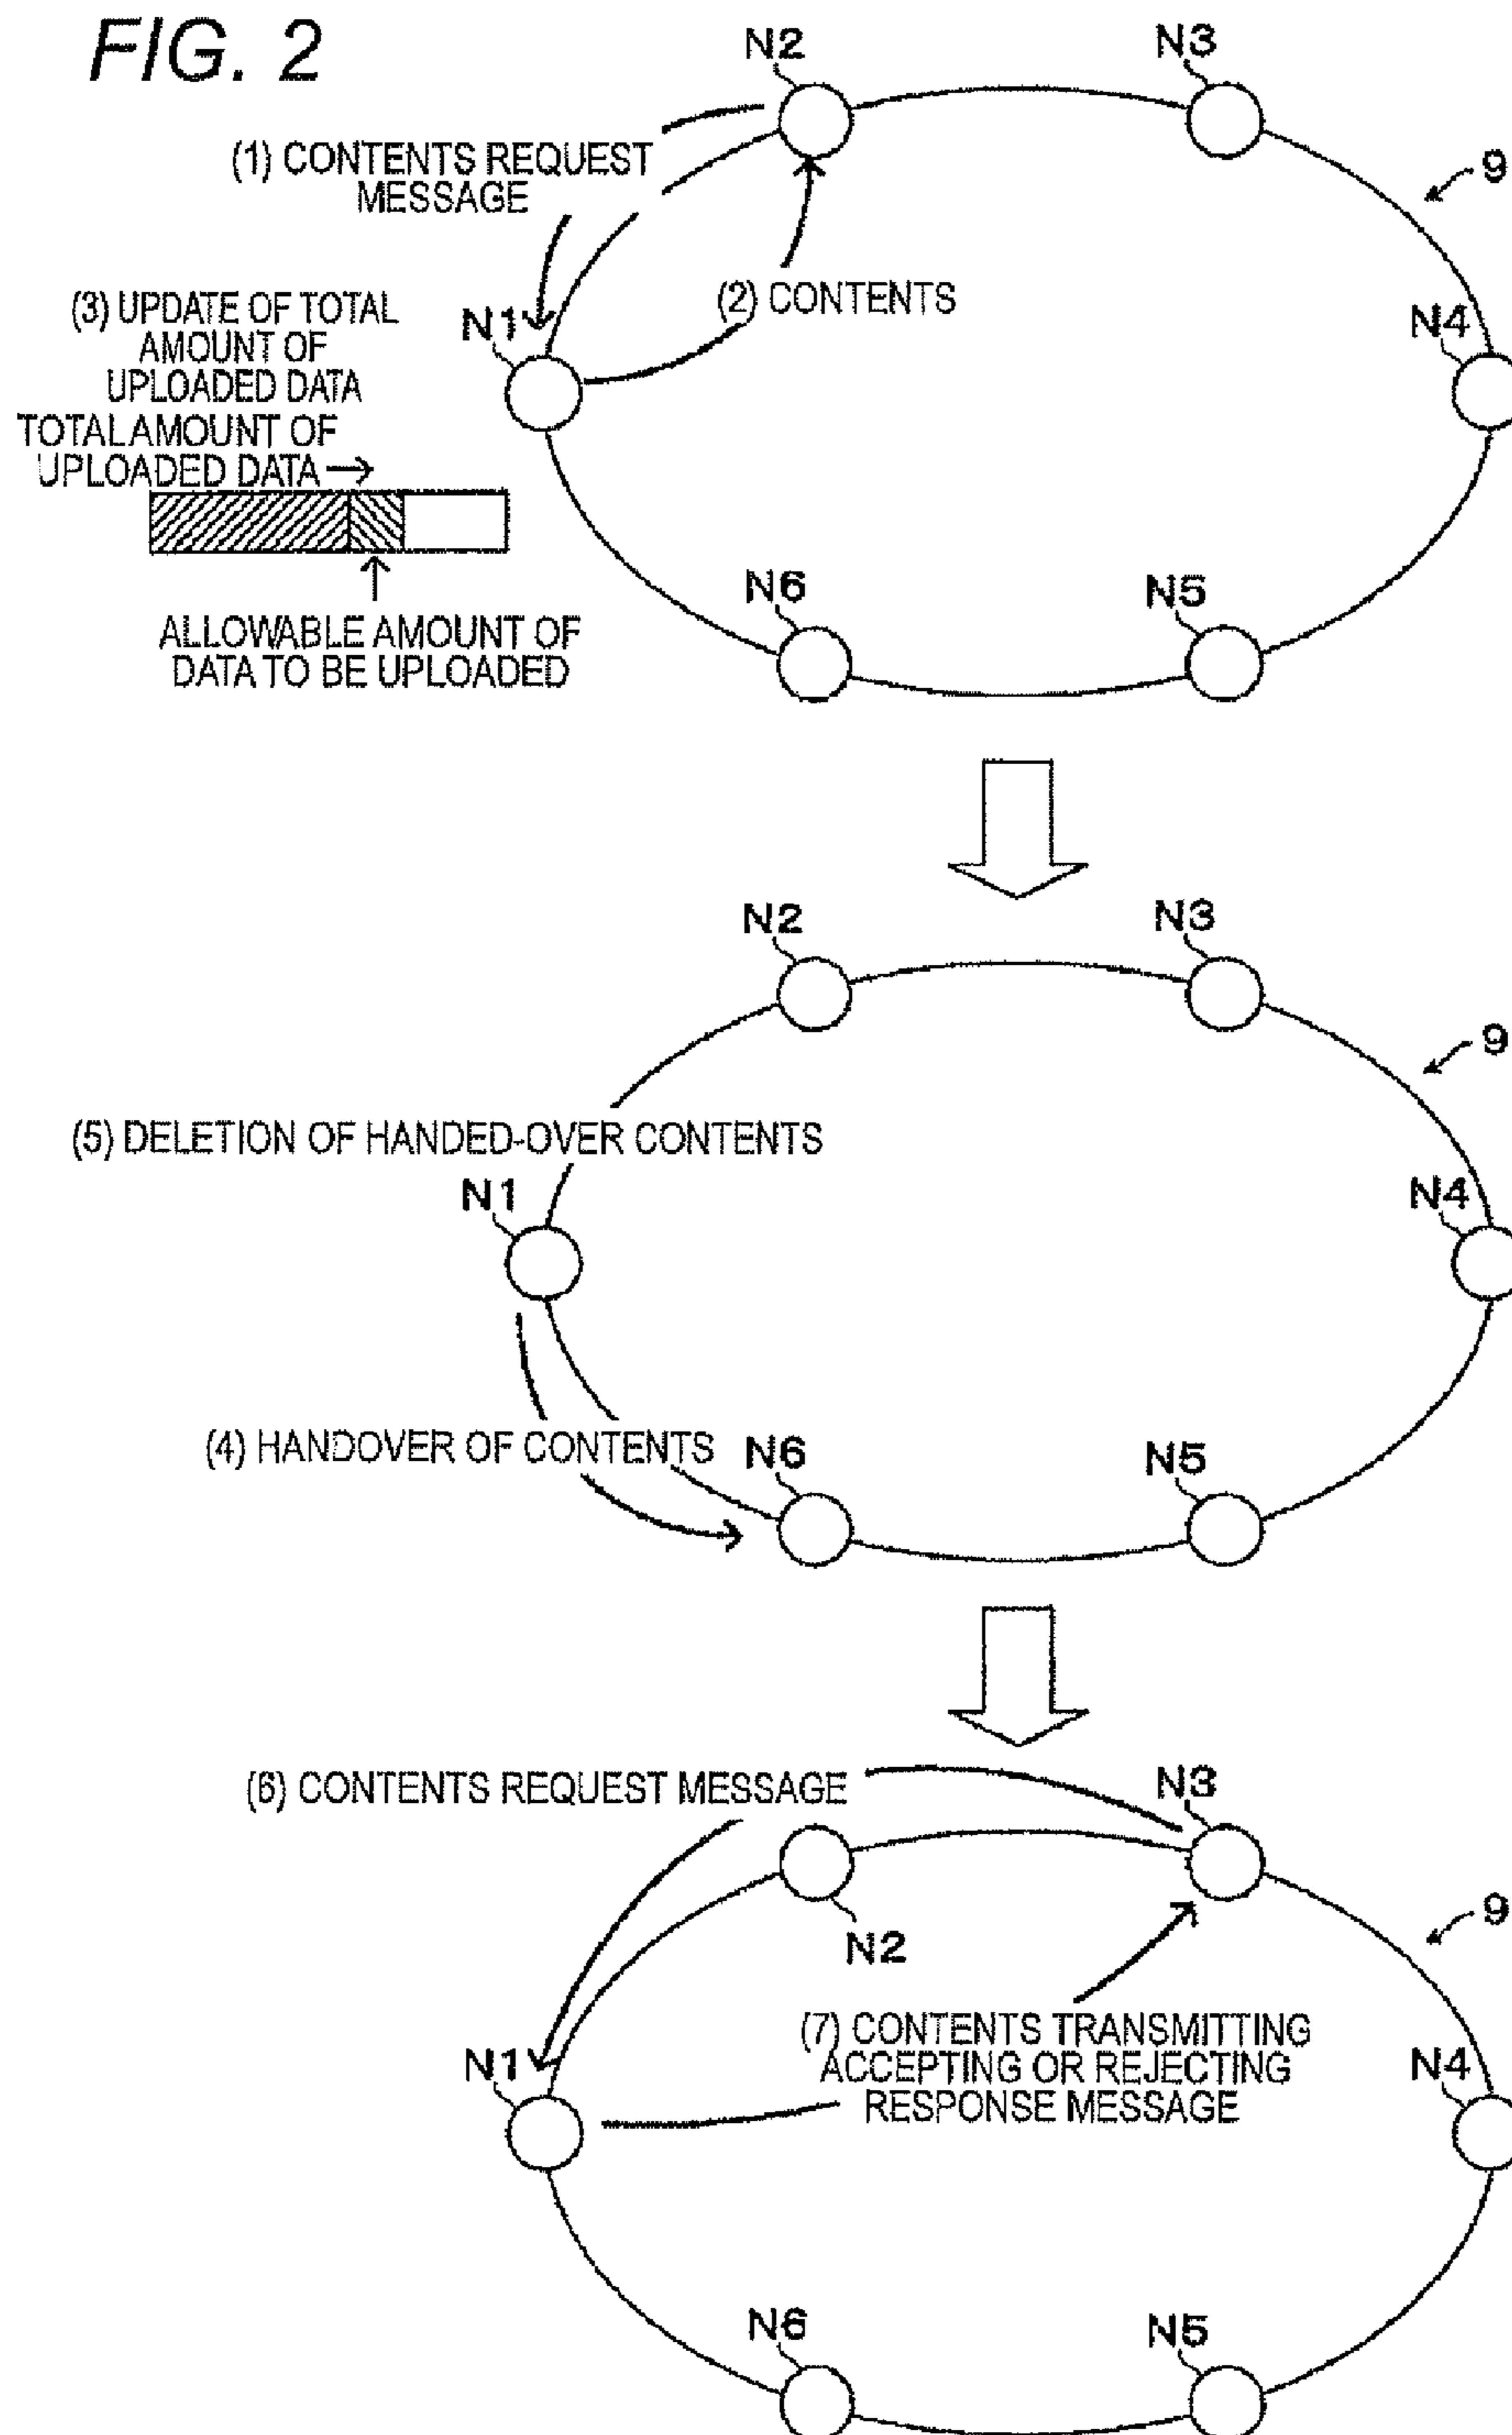 FIG. 2
N2
N3
(1) CONTENTS REQUEST
MESSAGE
9
(2) CONTENTS
(3) UPDATE OF TOTAL
AMOUNT OF
UPLOADED DATA
N1
N4
TOTAL AMOUNT OF
UPLOADED DATA
N6
N5
ALLOWABLE AMOUNT OF
DATA TO BE UPLOADED
N2
N3
9
(5) DELETION OF HANDED-OVER CONTENTS
N1
N4
(4) HANDOVER OF CONTENTS
N6
N5
(6) CONTENTS REQUEST MESSAGE
N3
9
N2
(7) CONTENTS TRANSMITTING
ACCEPTING OR REJECTING
RESPONSE MESSAGE
N1
N4
N6
N5